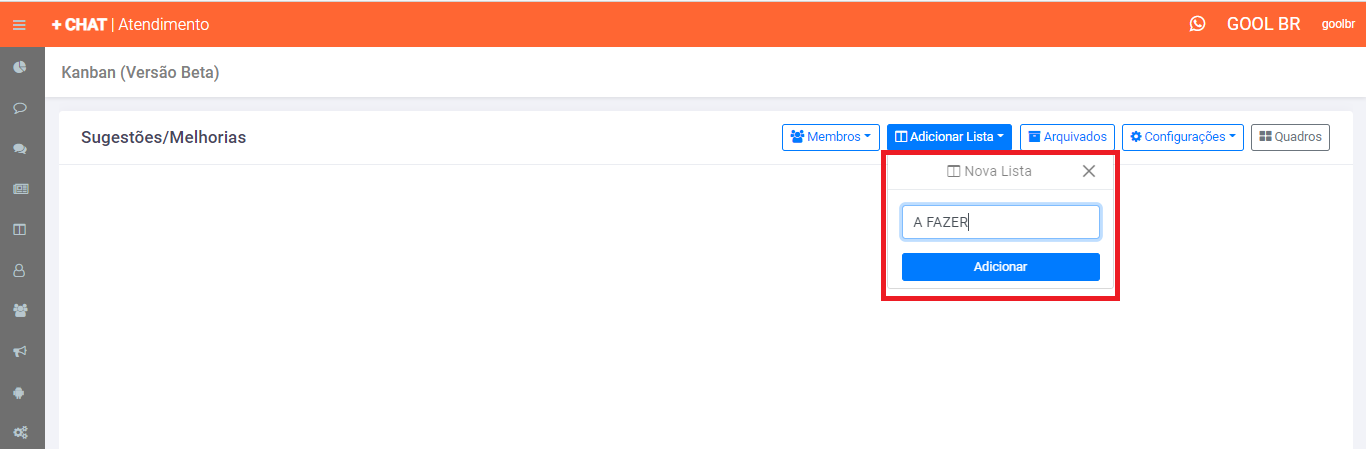 + CHAT | Atendimento
GOOL BR
goolbr
Kanban (Versão Beta)
Sugestões/Melhorias
Membros
Adicionar Lista
Arquivados
Configurações
Quadros
Nova Lista
A FAZER
Adicionar